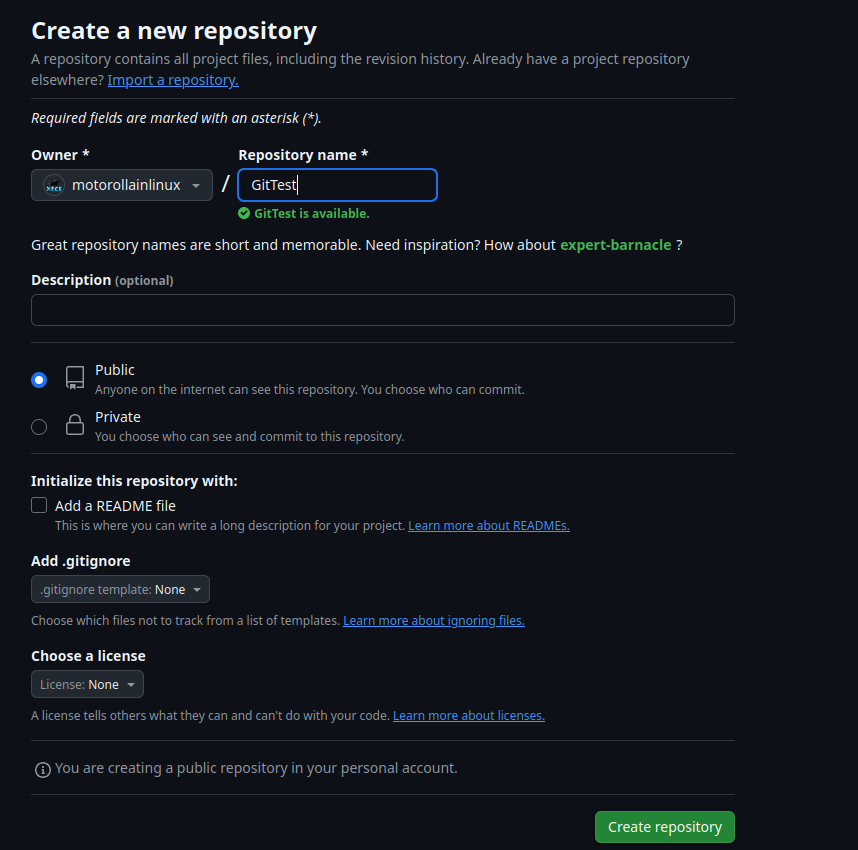 Create a new repository
A repository contains all project files, including the revision history. Already have a project repository
elsewhere? Import a repository.
Required fields are marked with an asterisk (*).
Owner *
Repository name *
XFCE
motorollainlinux
/
GitTest
GitTest is available.
Great repository names are short and memorable. Need inspiration? How about expert-barnacle ?
Description (optional)
Public
Anyone on the internet can see this repository. You choose who can commit.
Private
You choose who can see and commit to this repository.
Initialize this repository with:
Add a README file
This is where you can write a long description for your project. Learn more about READMEs.
Add .gitignore
.gitignore template: None
Choose which files not to track from a list of templates. Learn more about ignoring files.
Choose a license
License: None
A license tells others what they can and can't do with your code. Learn more about licenses.
You are creating a public repository in your personal account.
Create repository